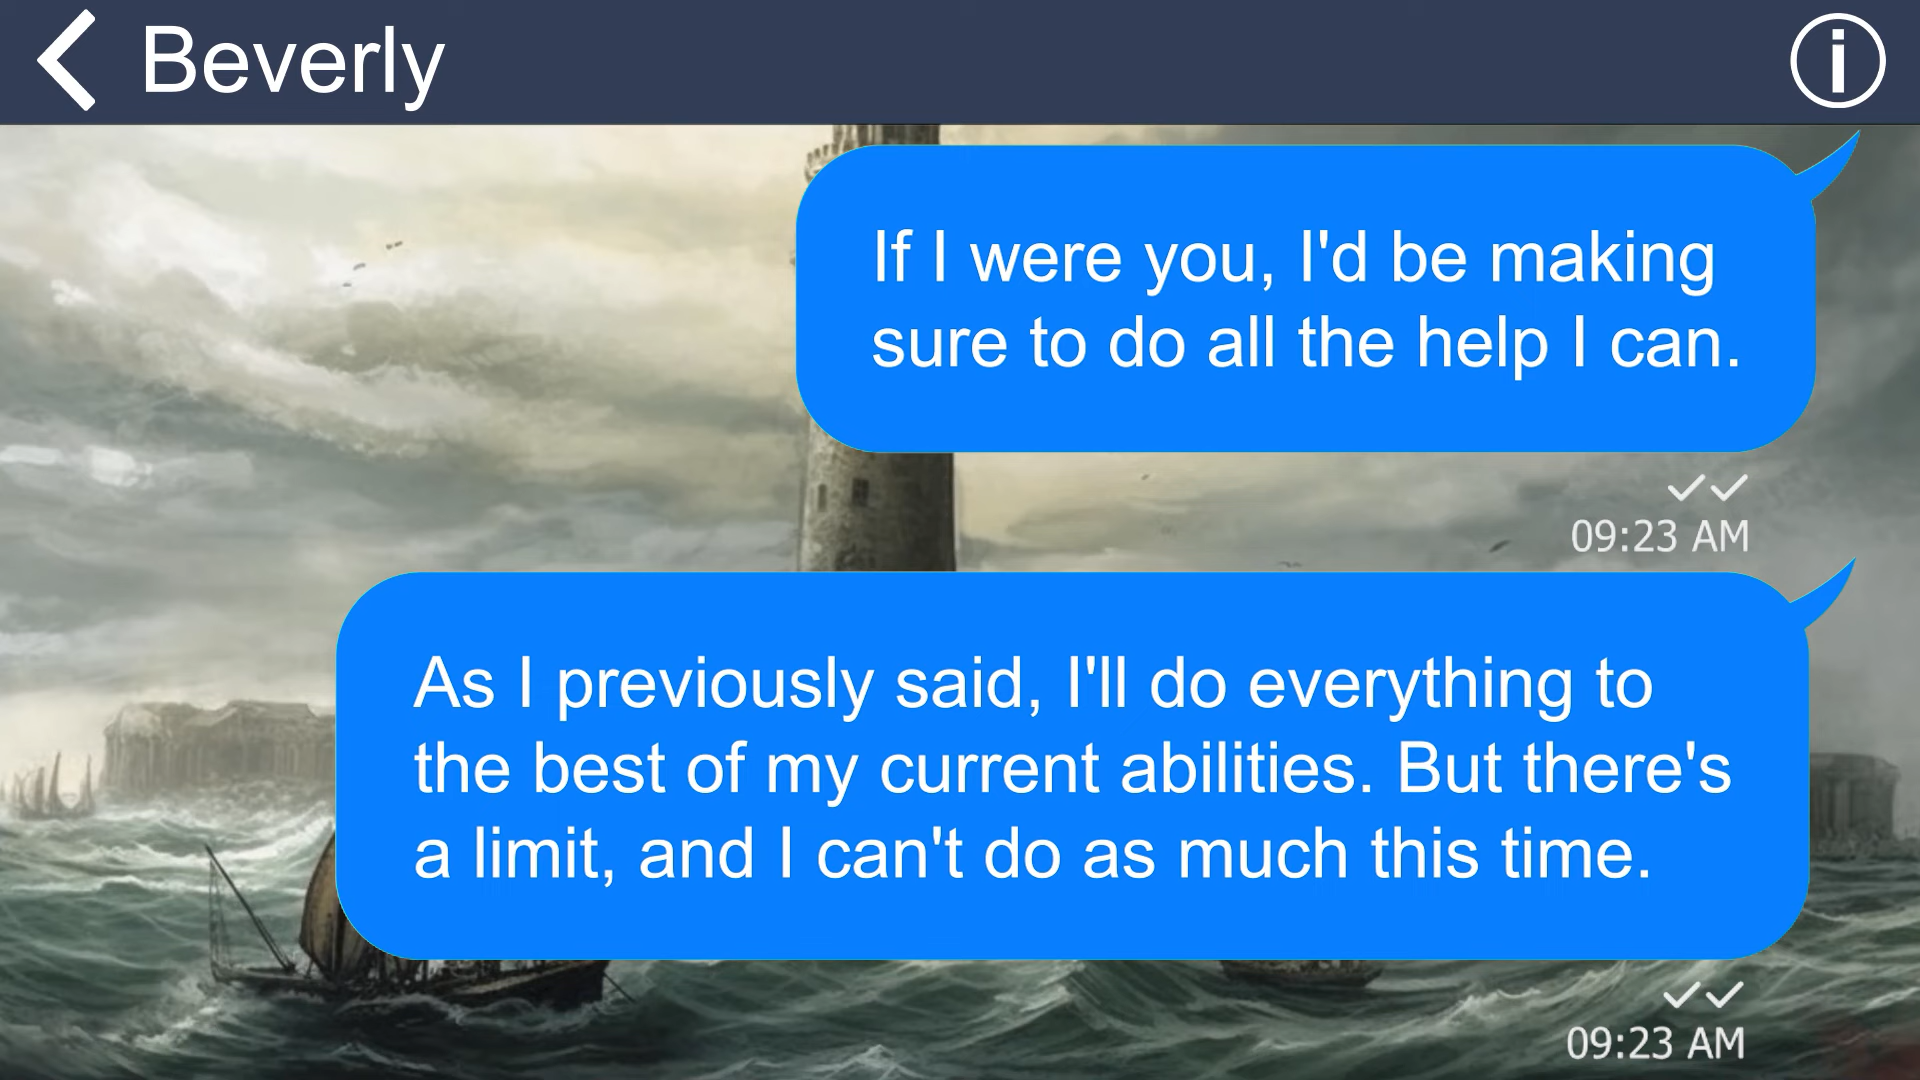 Beverly
If I were you, I'd be making
sure to do all the help I can.
09:23 AM
As I previously said, I'll do everything to
the best of my current abilities. But there's
a limit, and I can't do as much this time.
09:23 AM